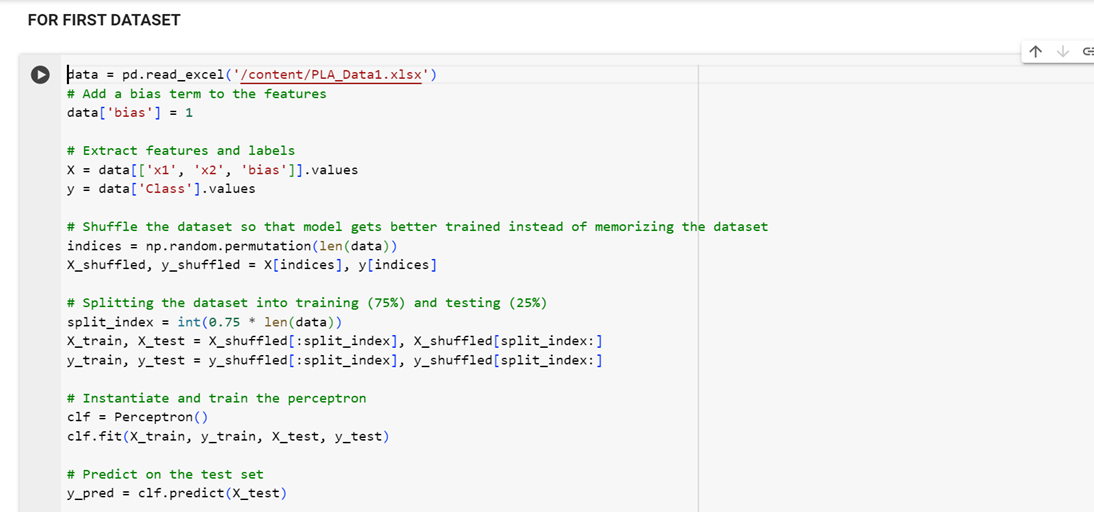 FOR FIRST DATASET
data = pd.read_excel('/content/PLA_Data1.xlsx')
# Add a bias term to the features
data['bias'] = 1
# Extract features and labels
X = data[['x1', 'x2', 'bias']].values
y = data['Class'].values
# Shuffle the dataset so that model gets better trained instead of memorizing the dataset
indices = np.random.permutation(len(data))
X_shuffled, y_shuffled = X[indices], y[indices]
# Splitting the dataset into training (75%) and testing (25%)
split_index = int(0.75 * len(data))
X_train, X_test = X_shuffled[:split_index], X_shuffled[split_index:]
y_train, y_test = y_shuffled[:split_index], y_shuffled[split_index:]
# Instantiate and train the perceptron
clf = Perceptron()
clf.fit(X_train, y_train, X_test, y_test)
# Predict on the test set
y_pred = clf.predict(X_test)